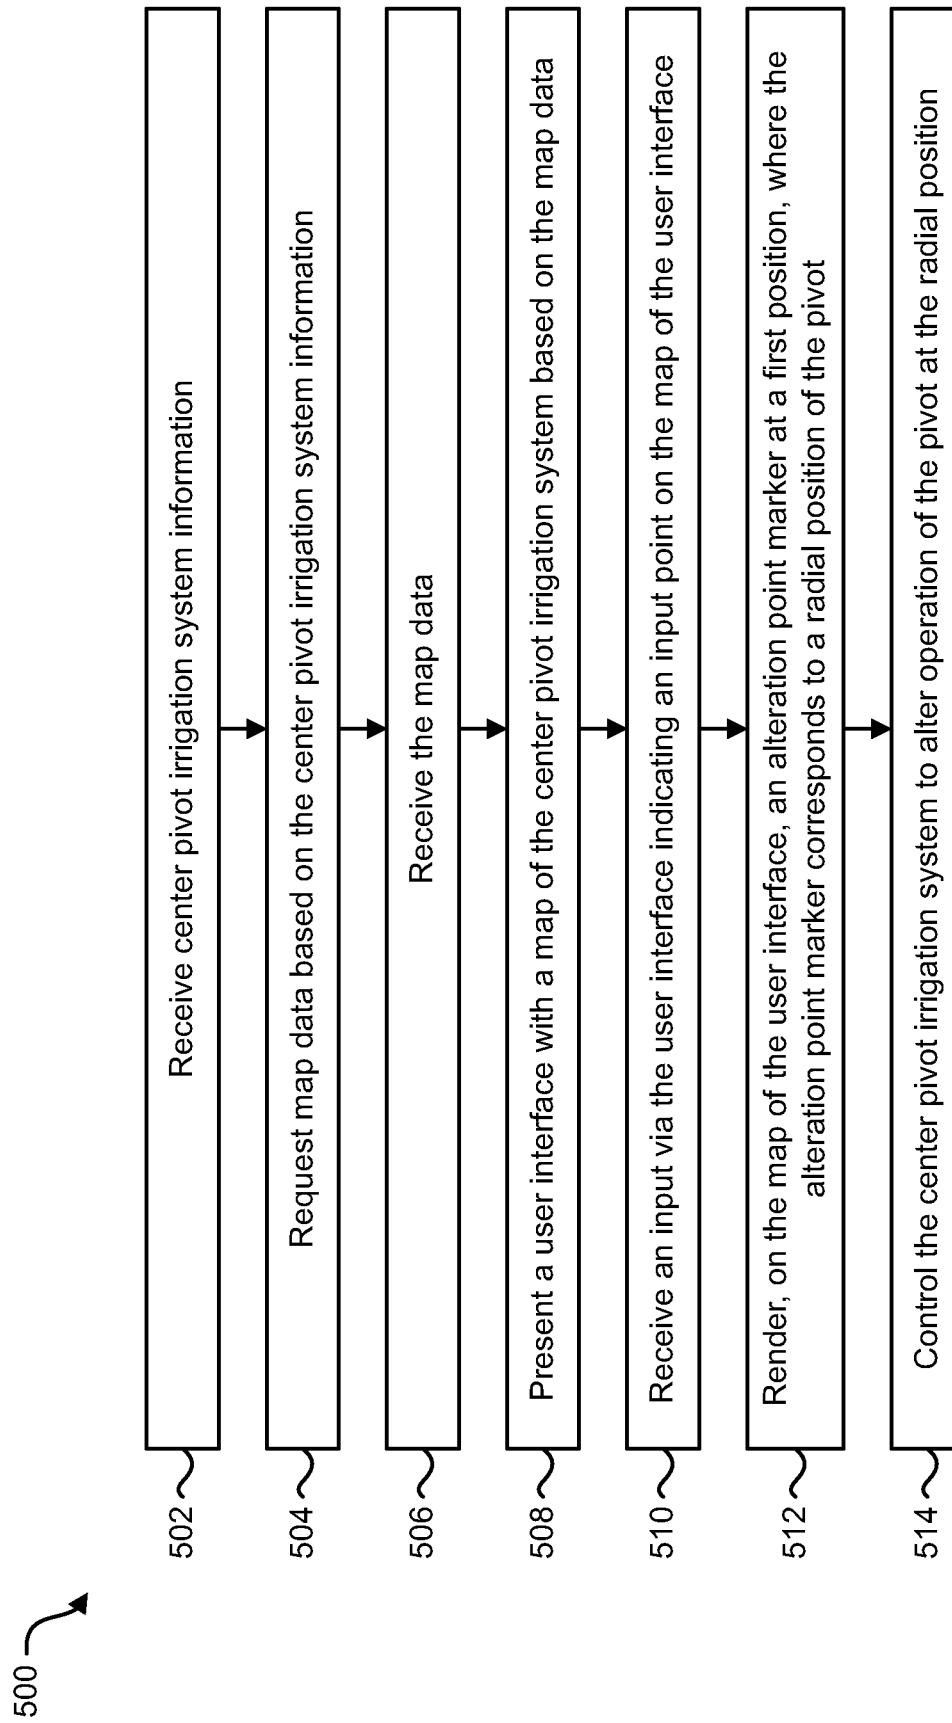 500
502
Receive center pivot irrigation system information
504
Request map data based on the center pivot irrigation system information
506
Receive the map data
508
Present a user interface with a map of the center pivot irrigation system based on the map data
510
Receive an input via the user interface indicating an input point on the map of the user interface
512
Render, on the map of the user interface, an alteration point marker at a first position, where the
alteration point marker corresponds to a radial position of the pivot
514
Control the center pivot irrigation system to alter operation of the pivot at the radial position